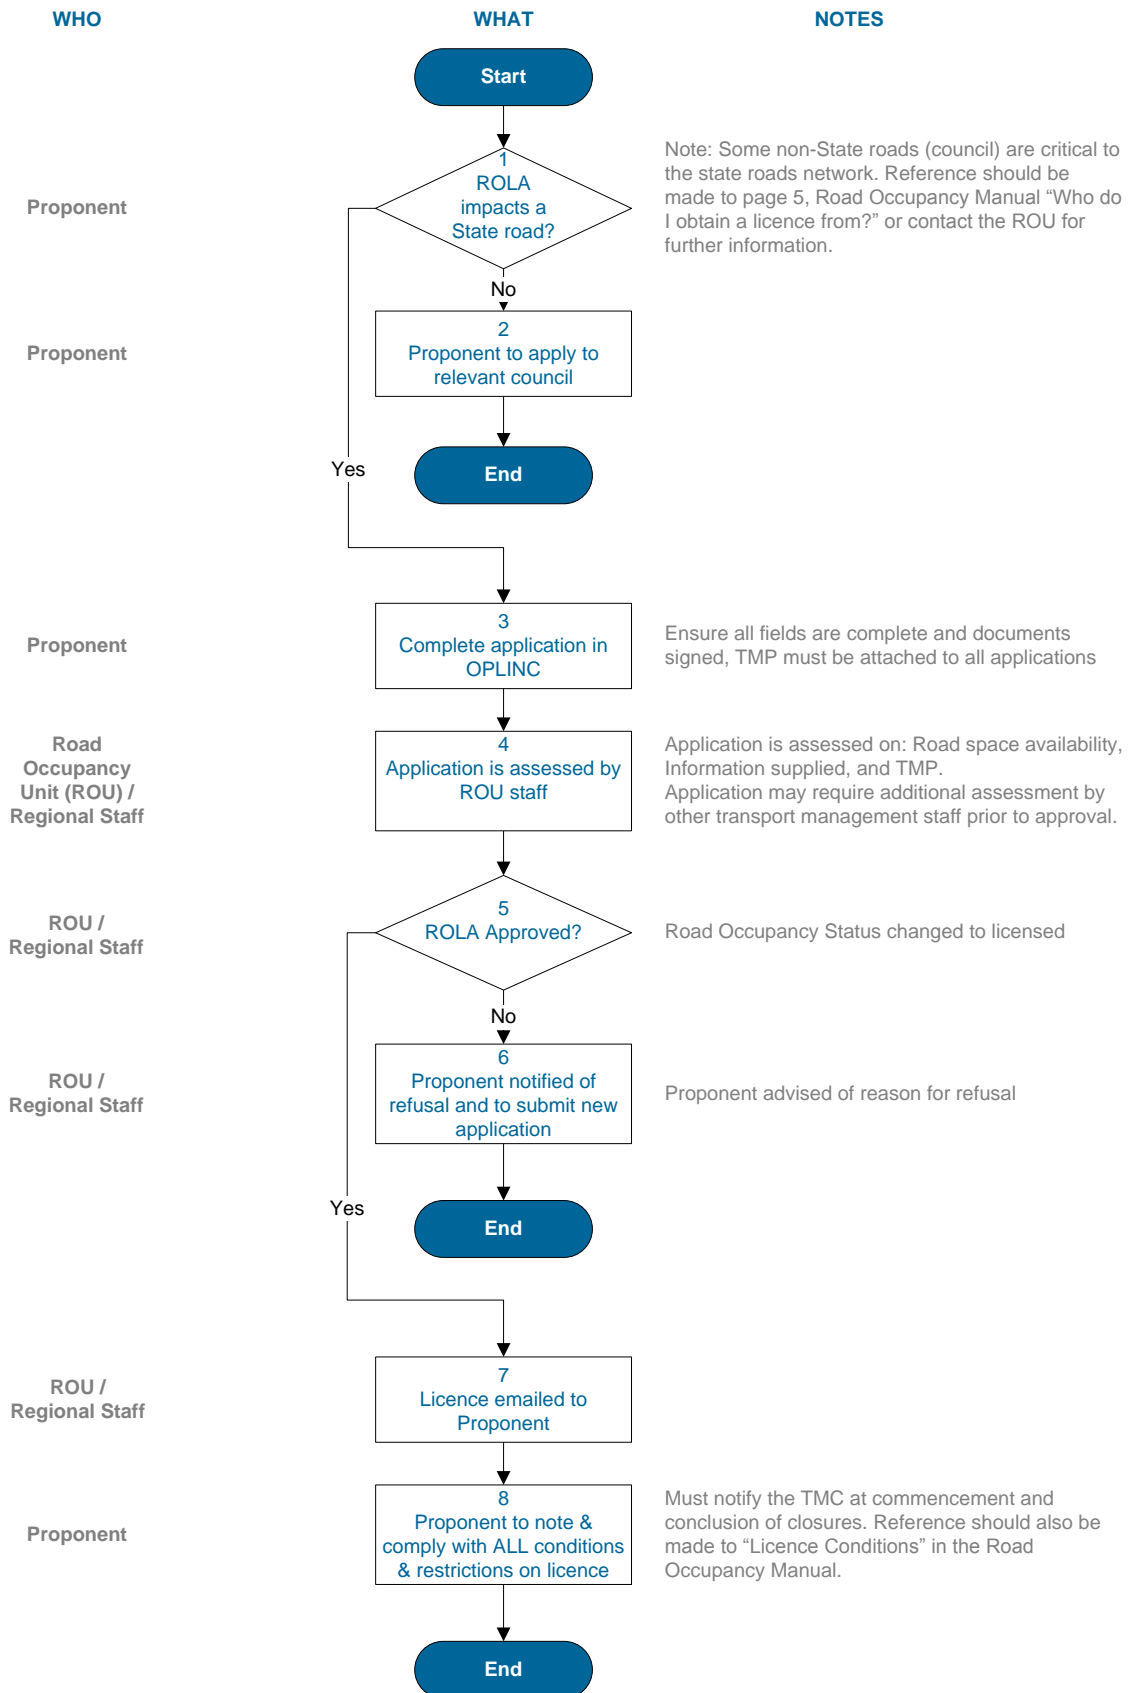 WHO
WHAT
NOTES
Start
Proponent
1
ROLA
impacts a
State road?
Note: Some non-State roads (council) are critical to
the state roads network. Reference should be
made to page 5, Road Occupancy Manual “Who do
I obtain a licence from?” or contact the ROU for
further information.
No
Proponent
2
Proponent to apply to
relevant council
End
Yes
Proponent
3
Complete application in
OPLINC
Ensure all fields are complete and documents
signed, TMP must be attached to all applications
Road
Occupancy
Unit (ROU) /
Regional Staff
4
Application is assessed by
ROU staff
Application is assessed on: Road space availability,
Information supplied, and TMP.
Application may require additional assessment by
other transport management staff prior to approval.
ROU /
Regional Staff
5
ROLA Approved?
Road Occupancy Status changed to licensed
No
ROU /
Regional Staff
6
Proponent notified of
refusal and to submit new
application
Proponent advised of reason for refusal
Yes
End
ROU /
Regional Staff
7
Licence emailed to
Proponent
Proponent
8
Proponent to note &
comply with ALL conditions
& restrictions on licence
Must notify the TMC at commencement and
conclusion of closures. Reference should also be
made to “Licence Conditions” in the Road
Occupancy Manual.
End